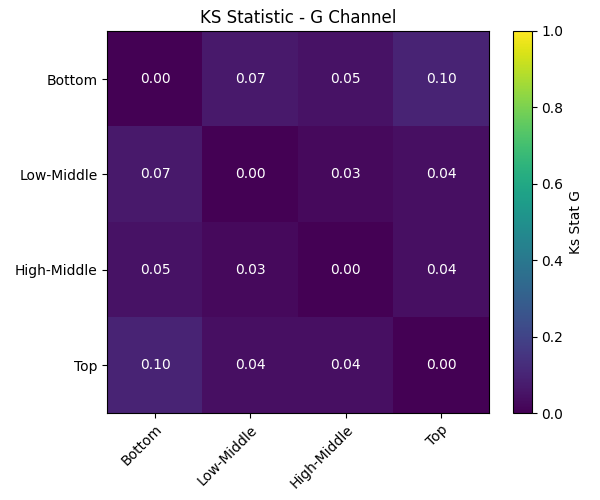 KS Statistic - G Channel
Bottom 0.00 0.07 0.05 0.10
Low-Middle 0.07 0.00 0.03 0.04
High-Middle 0.05 0.03 0.00 0.04
Top 0.10 0.04 0.04 0.00
Bottom Low-Middle High-Middle Top
1.0
0.8
0.6
0.4
0.2
0.0
Ks Stat G